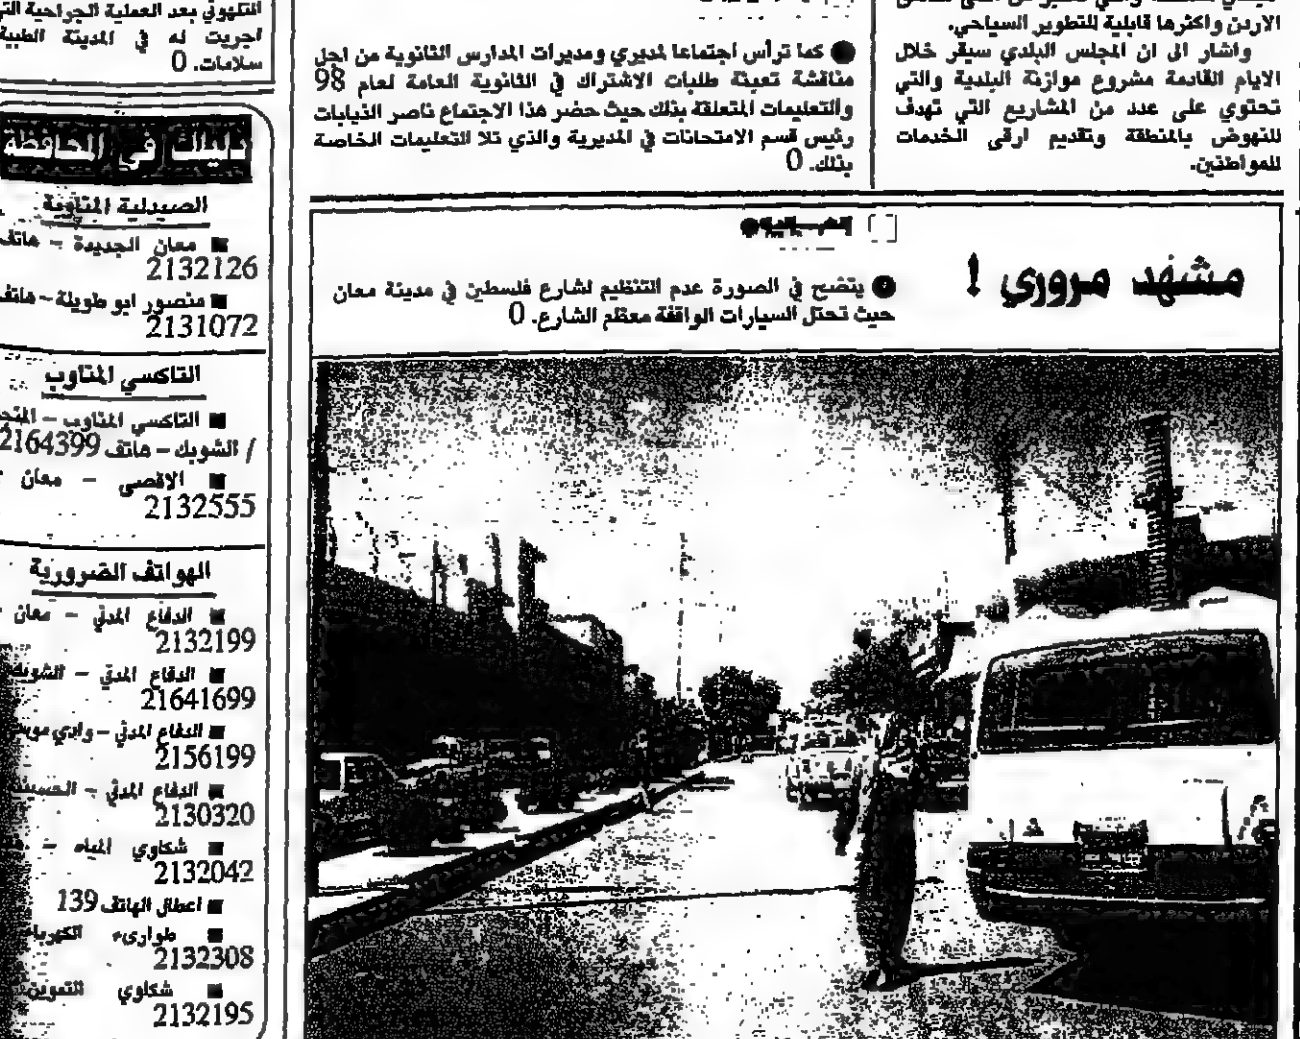 الاردن واكثرها قابلية للتطوير السياحي.
واشار الى ان المجلس البلدي سيقر خلال
الايام القادمة مشروع موازنة البلدية والتي
تحتوي على عدد من المشاريع التي تهدف
للنهوض بالمنطقة وتقديم ارقى الخدمات
للمواطنين.
● كما ترأس اجتماعا لمديري ومديرات المدارس الثانوية من اجل
مناقشة تعبئة طلبات الاشتراك في الثانوية العامة لعام 98
والتعليمات المتعلقة بذلك حيث حضر هذا الاجتماع ناصر الذيابات
رئيس قسم الامتحانات في المديرية والذي تلا التعليمات الخاصة
بذلك. 0
مشهد مروري !
● يتضح في الصورة عدم التنظيم لشارع فلسطين في مدينة معان
حيث تحتل السيارات الواقفة معظم الشارع. 0
بعد العملية الجراحية التي
اجريت له في المدينة الطبية
سلامات. 0
دليلك في المحافظة
الصيدلية المناوبة
■ معان الجديدة – هاتف
2132126
■ منصور ابو طويلة – هاتف
2131072
التاكسي المناوب
■ التاكسي المناوب –
/ الشوبك – هاتف 2164399
■ الاقصى – معان -
2132555
الهواتف الضرورية
■ الدفاع المدني – معان -
2132199
■ الدفاع المدني – الشوبك
21641699
■ الدفاع المدني – وادي موسى
2156199
■ الدفاع المدني – الحسينية
2130320
■ شكاوي المياه –
2132042
■ اعطال الهاتف 139
■ طوارىء الكهرباء
2132308
■ شكاوي التموين
2132195